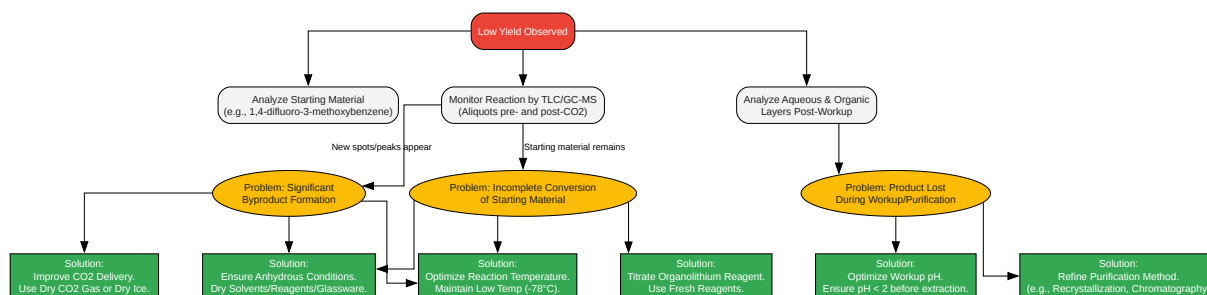 Low Yield Observed
Analyze Starting Material
(e.g., 1,4-difluoro-3-methoxybenzene)
Monitor Reaction by TLC/GC-MS
(Aliquots pre- and post-CO2)
Analyze Aqueous & Organic
Layers Post-Workup
New spots/peaks appear
Starting material remains
Problem: Significant
Byproduct Formation
Problem: Incomplete Conversion
of Starting Material
Problem: Product Lost
During Workup/Purification
Solution:
Improve CO2 Delivery.
Use Dry CO2 Gas or Dry Ice.
Solution:
Ensure Anhydrous Conditions.
Dry Solvents/Reagents/Glassware.
Solution:
Optimize Reaction Temperature.
Maintain Low Temp (-78°C).
Solution:
Titrate Organolithium Reagent.
Use Fresh Reagents.
Solution:
Optimize Workup pH.
Ensure pH < 2 before extraction.
Solution:
Refine Purification Method.
(e.g., Recrystallization, Chromatography